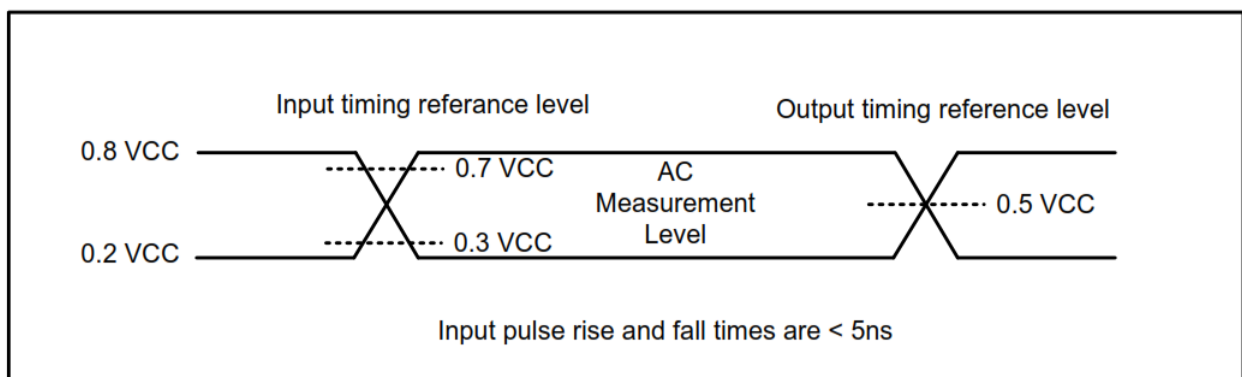 Input timing referance level
Output timing reference level
0.8 VCC
0.7 VCC
AC
Measurement
Level
0.5 VCC
0.3 VCC
0.2 VCC
Input pulse rise and fall times are < 5ns